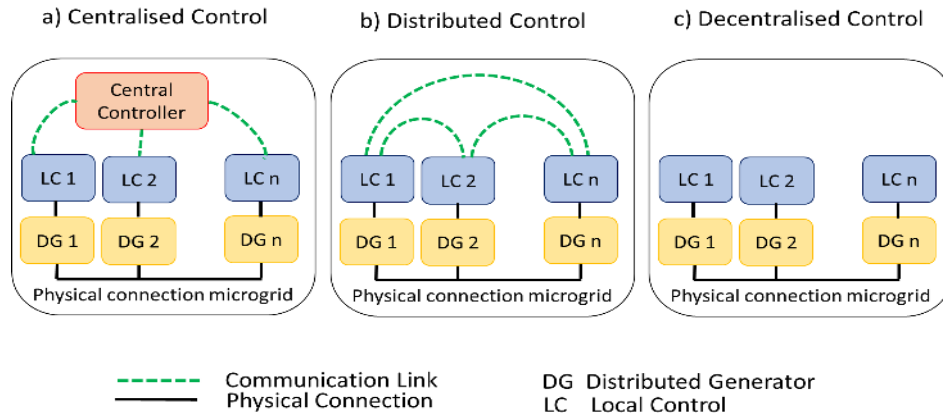 a) Centralised Control
b) Distributed Control
c) Decentralised Control
Central
Controller
LC 1
LC 2
LC n
DG 1
DG 2
DG n
Physical connection microgrid
LC 1
LC 2
LC n
DG 1
DG 2
DG n
Physical connection microgrid
LC 1
LC 2
LC n
DG 1
DG 2
DG n
Physical connection microgrid
Communication Link
Physical Connection
DG Distributed Generator
LC Local Control